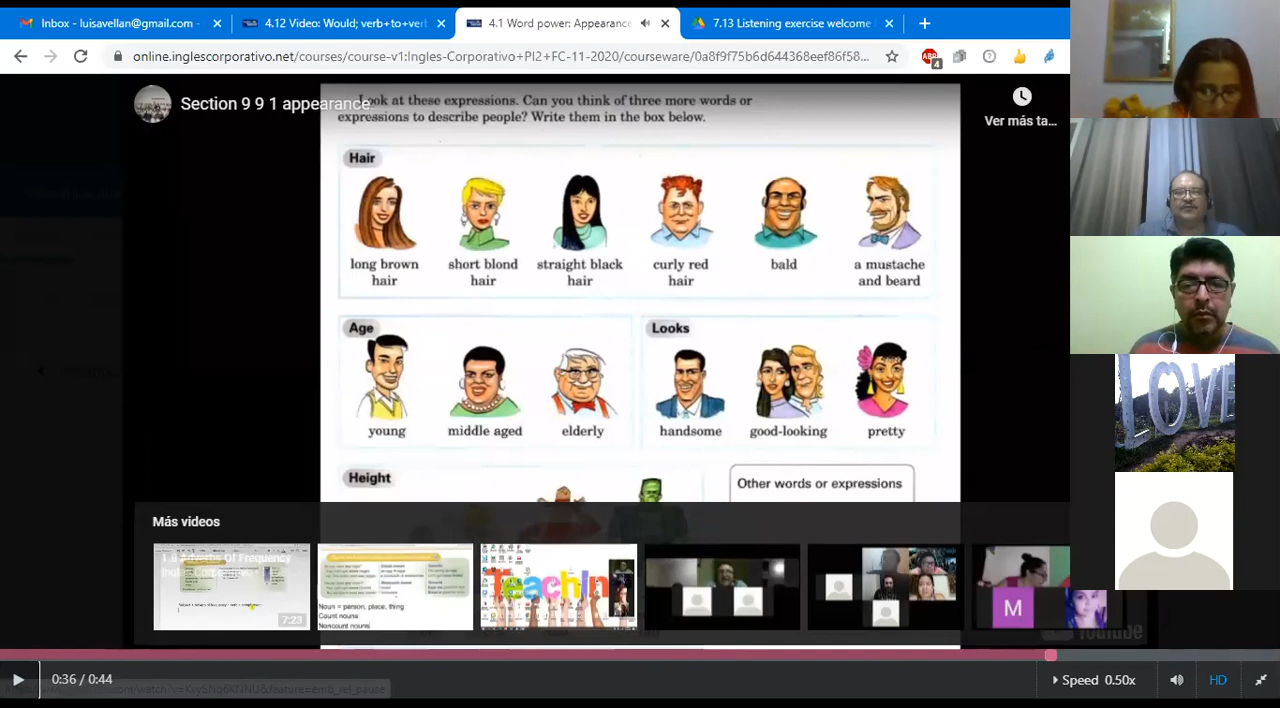 Inbox - luisavellan@gmail.com -
4.12 Video: Would; verb+to+verb
4.1 Word power: Appearance
7.13 Listening exercise welcome
online.inglescorporativo.net/courses/course-v1:Ingles-Corporativo+PI2+FC-11-2020/courseware/0a8f9f75b6d644368eef86f58...
ABP
4
Section 9 9 1 appearance
Look at these expressions. Can you think of three more words or
expressions to describe people? Write them in the box below.
Ver más ta...
Hair
long brown hair
short blond hair
straight black hair
curly red hair
bald
a mustache and beard
Age
young
middle aged
elderly
Looks
handsome
good-looking
pretty
Height
Other words or expressions
LOVE
Más videos
7:23
Noun = person, place, thing
Count nouns
Noncount nouns
Teachin
M
YouTube
0:36 / 0:44
Speed 0.50x
HD